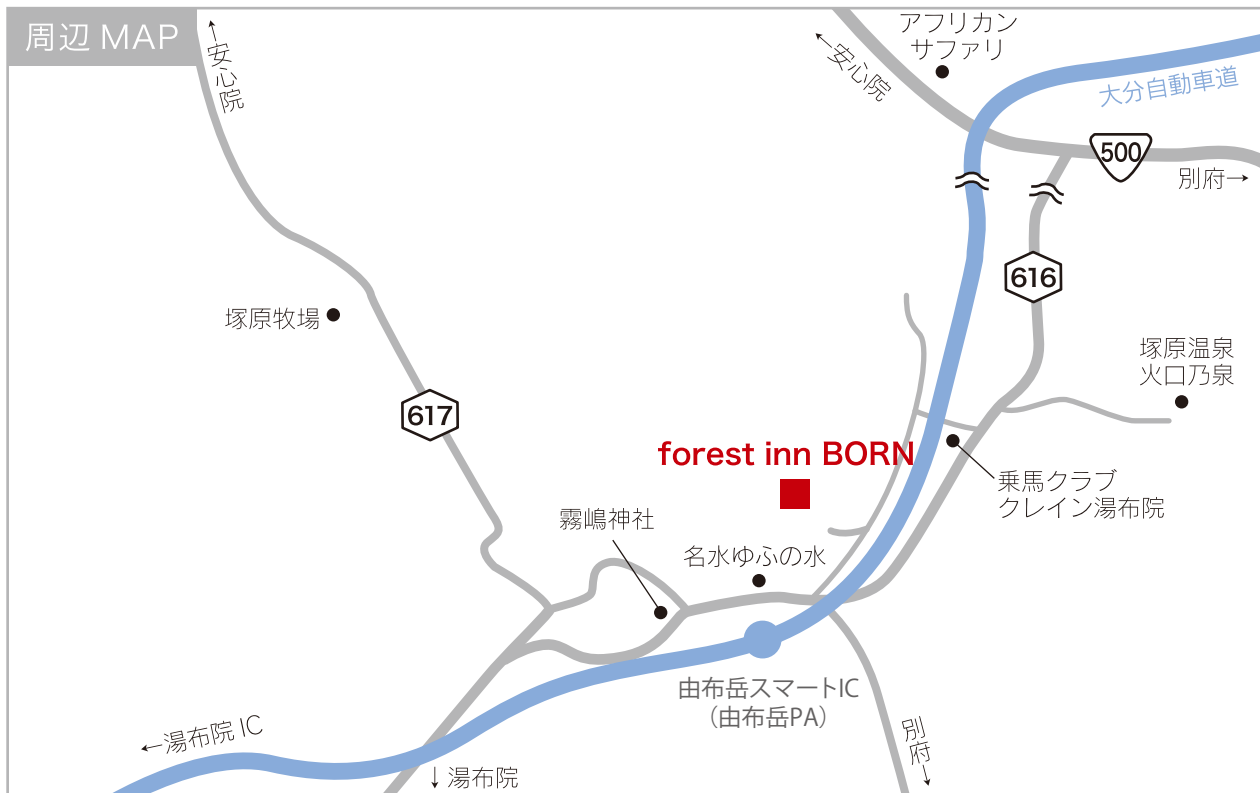 周辺 MAP
←安心院
アフリカン
サファリ
←安心院
大分自動車道
500
別府→
616
塚原牧場
塚原温泉
火口乃泉
617
forest inn BORN
乗馬クラブ
クレイン湯布院
霧嶋神社
名水ゆふの水
由布岳スマートIC
（由布岳PA）
←湯布院 IC
↓湯布院
別府→